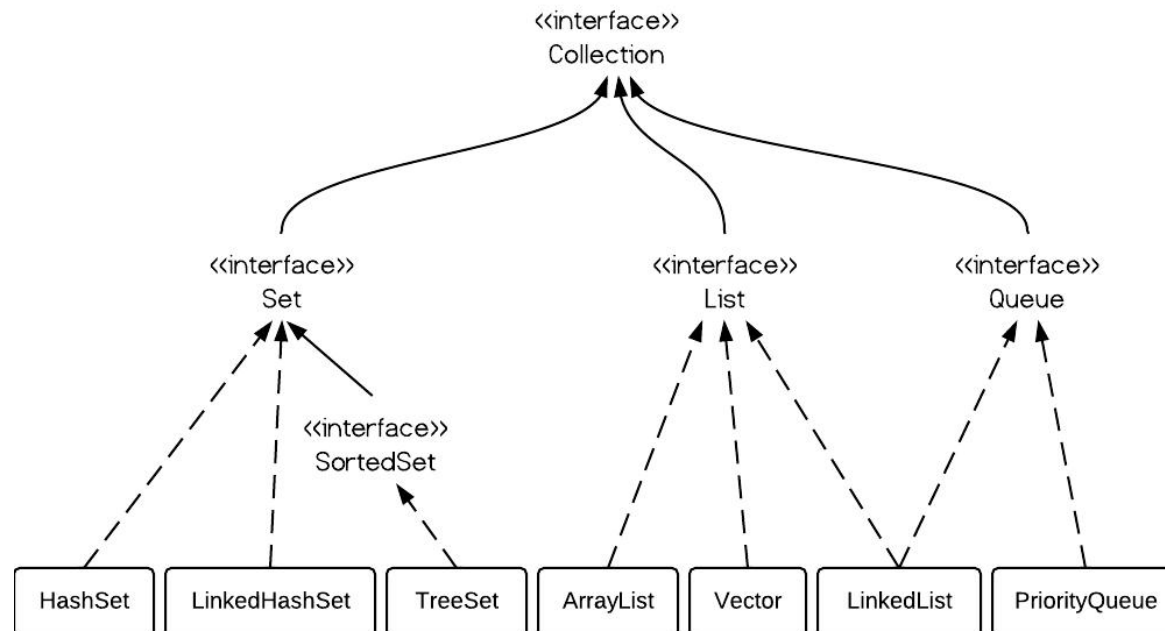 <<interface>>
Collection
<<interface>>
Set
<<interface>>
List
<<interface>>
Queue
<<interface>>
SortedSet
HashSet
LinkedHashSet
TreeSet
ArrayList
Vector
LinkedList
PriorityQueue